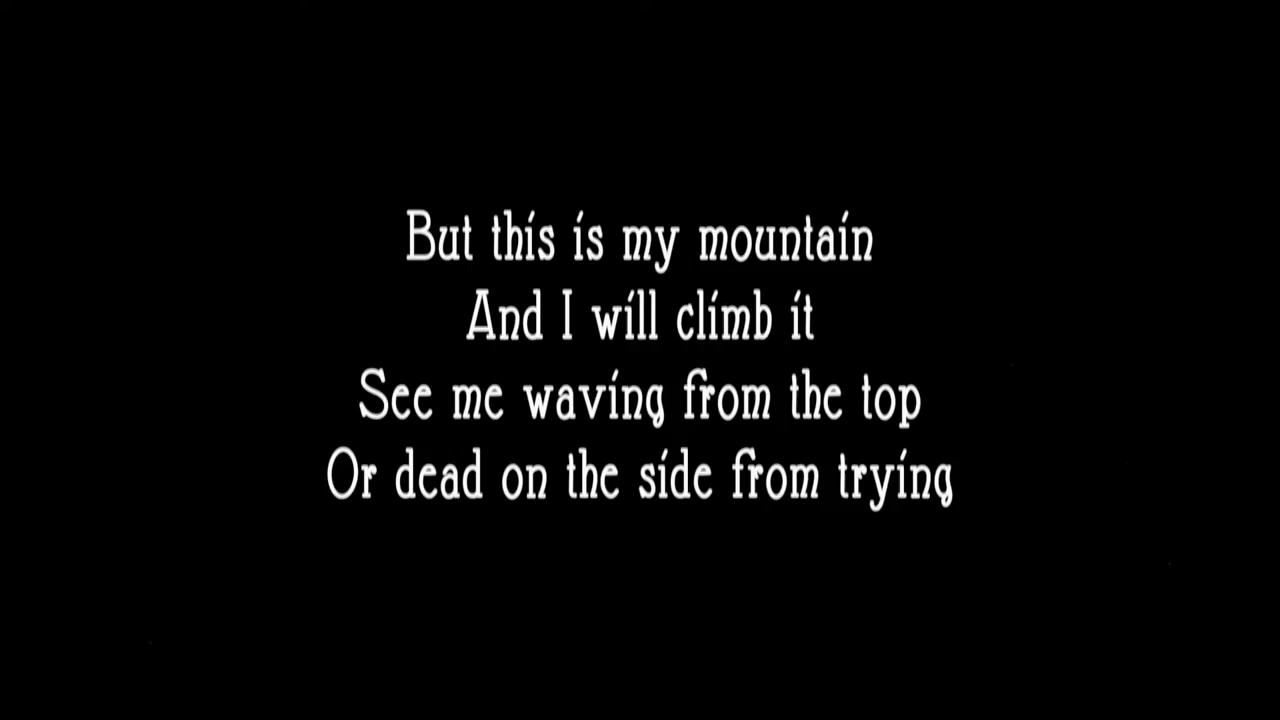 But this is my mountain
And I will climb it
See me waving from the top
Or dead on the side from trying